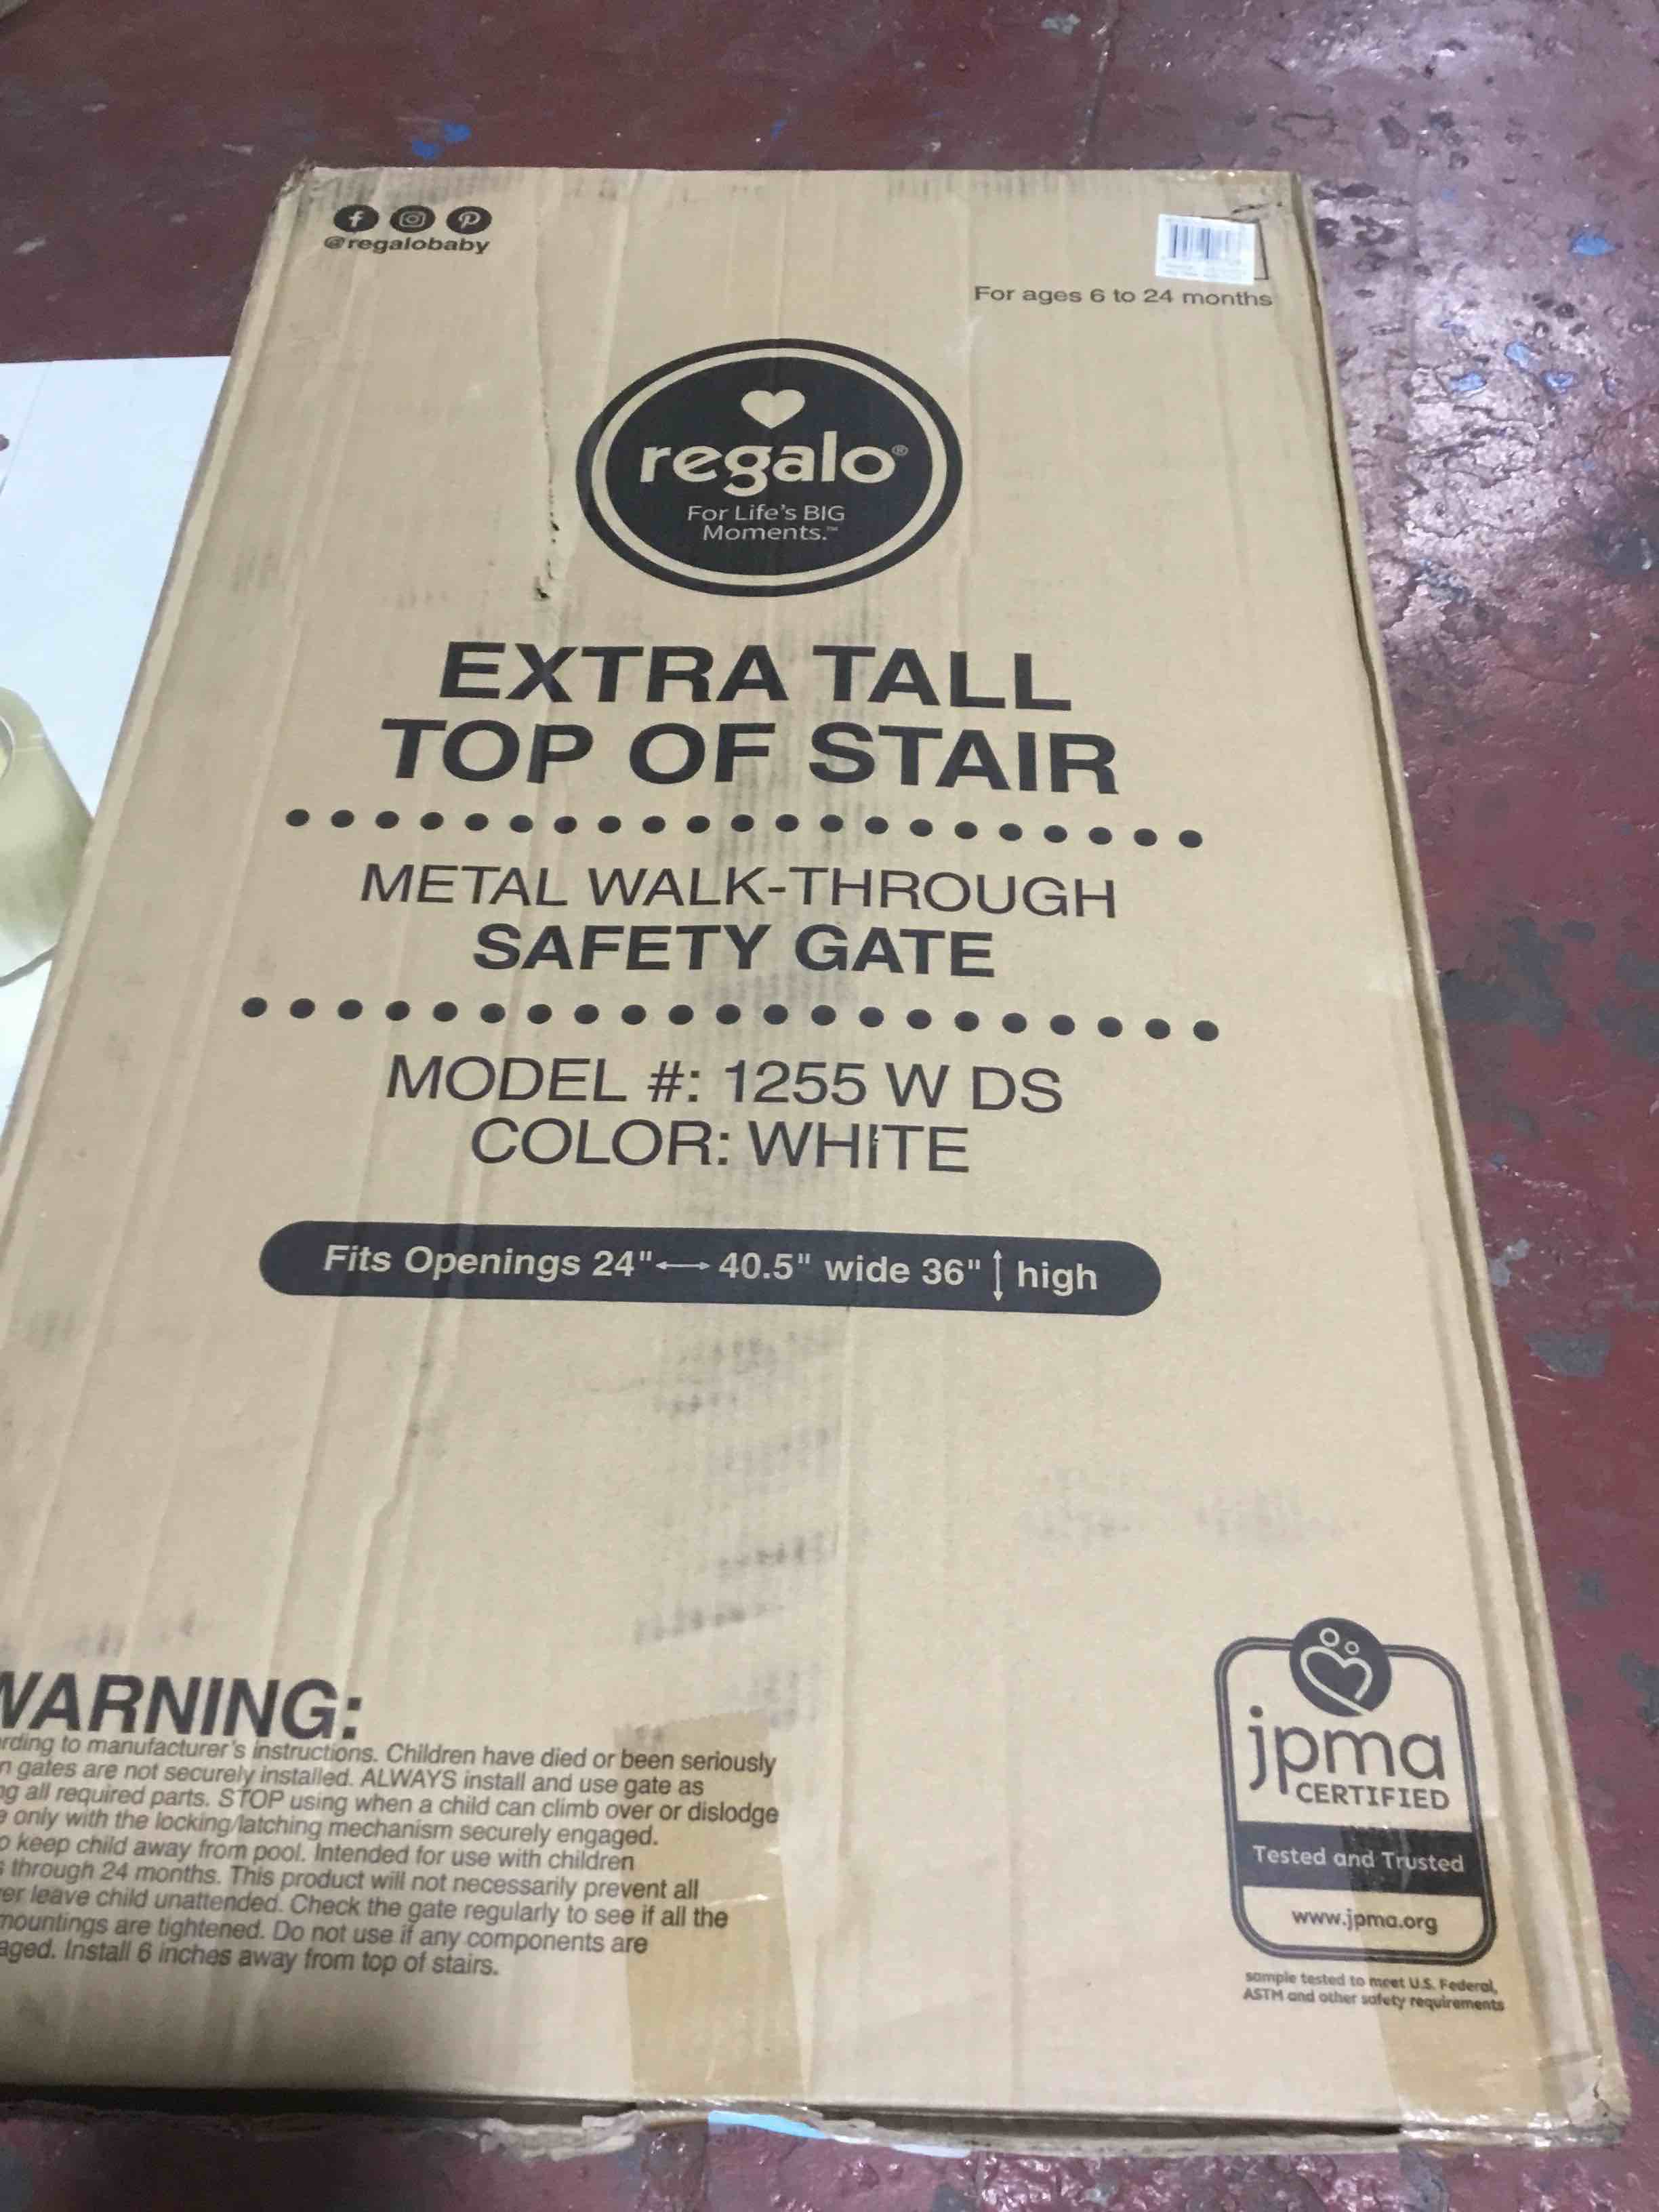 @regalobaby
For ages 6 to 24 months
regalo®
For Life's BIG
Moments.™
EXTRA TALL
TOP OF STAIR
METAL WALK-THROUGH
SAFETY GATE
MODEL #: 1255 W DS
COLOR: WHITE
Fits Openings 24"⟷ 40.5" wide 36"↕ high
WARNING:
to manufacturer's instructions. Children have died or been seriously
gates are not securely installed. ALWAYS install and use gate as
all required parts. STOP using when a child can climb over or dislodge
only with the locking/latching mechanism securely engaged.
keep child away from pool. Intended for use with children
through 24 months. This product will not necessarily prevent all
leave child unattended. Check the gate regularly to see if all the
mountings are tightened. Do not use if any components are
Install 6 inches away from top of stairs.
jpma
CERTIFIED
Tested and Trusted
www.jpma.org
sample tested to meet U.S. Federal,
ASTM and other safety requirements